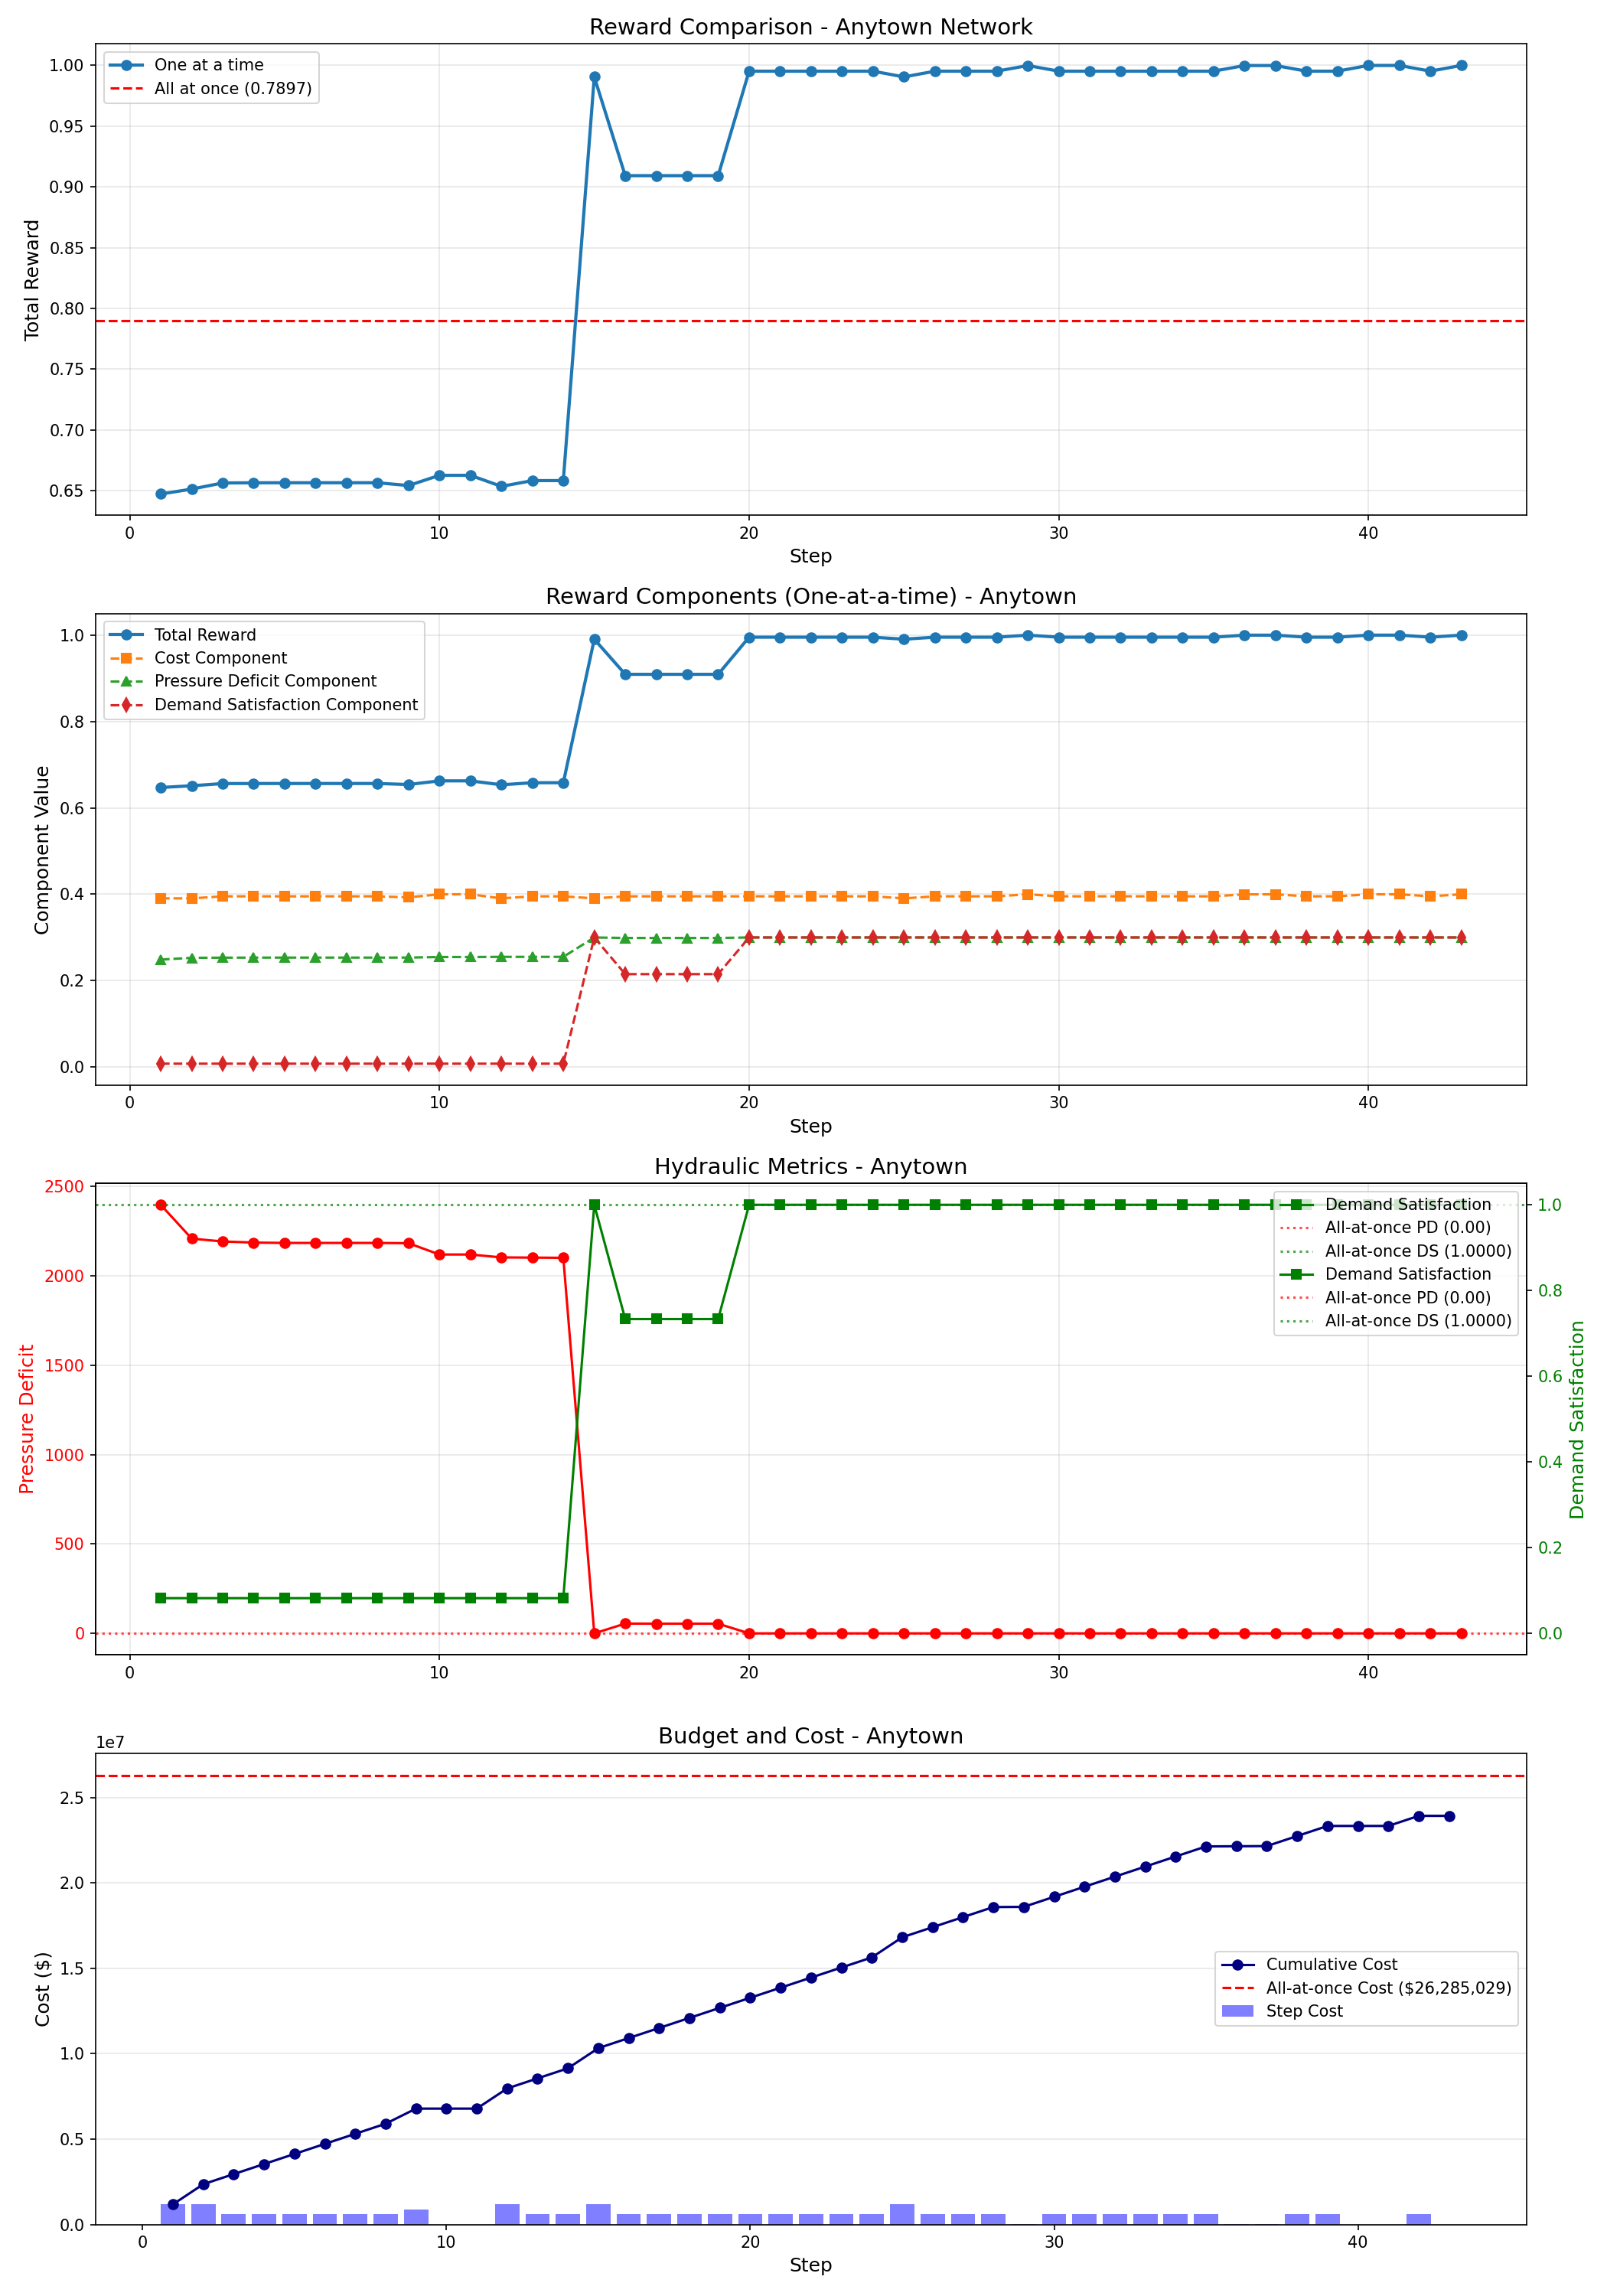 Reward Comparison - Anytown Network
One at a time
All at once (0.7897)
Total Reward
1.00
0.95
0.90
0.85
0.80
0.75
0.70
0.65
0 10 20 30 40
Step
Reward Components (One-at-a-time) - Anytown
Total Reward
Cost Component
Pressure Deficit Component
Demand Satisfaction Component
Component Value
1.0
0.8
0.6
0.4
0.2
0.0
0 10 20 30 40
Step
Hydraulic Metrics - Anytown
Demand Satisfaction
All-at-once PD (0.00)
All-at-once DS (1.0000)
Demand Satisfaction
All-at-once PD (0.00)
All-at-once DS (1.0000)
Pressure Deficit
2500
2000
1500
1000
500
0
Demand Satisfaction
1.0
0.8
0.6
0.4
0.2
0.0
0 10 20 30 40
Budget and Cost - Anytown
1e7
Cumulative Cost
All-at-once Cost ($26,285,029)
Step Cost
Cost ($)
2.5
2.0
1.5
1.0
0.5
0.0
0 10 20 30 40
Step